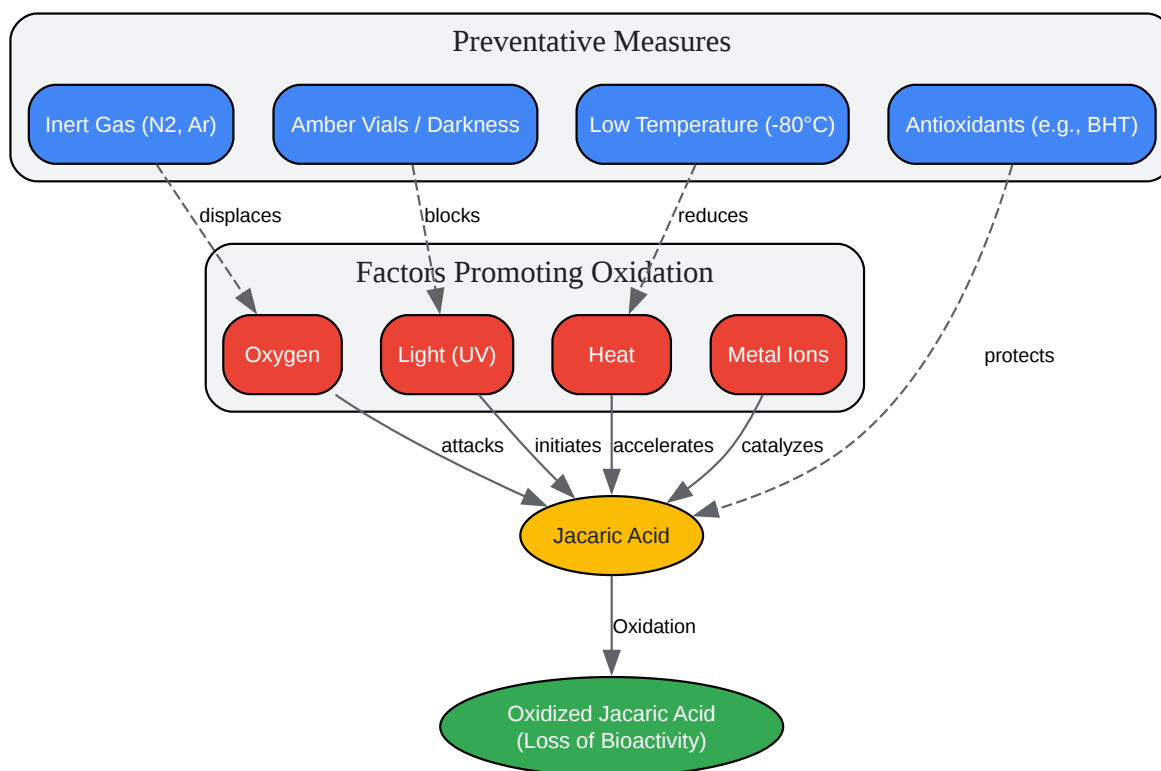 Preventative Measures
Inert Gas (N2, Ar)
Amber Vials / Darkness
Low Temperature (-80°C)
Antioxidants (e.g., BHT)
displaces
blocks
reduces
Factors Promoting Oxidation
Oxygen
Light (UV)
Heat
Metal Ions
protects
attacks
initiates
accelerates
catalyzes
Jacaric Acid
Oxidation
Oxidized Jacaric Acid
(Loss of Bioactivity)